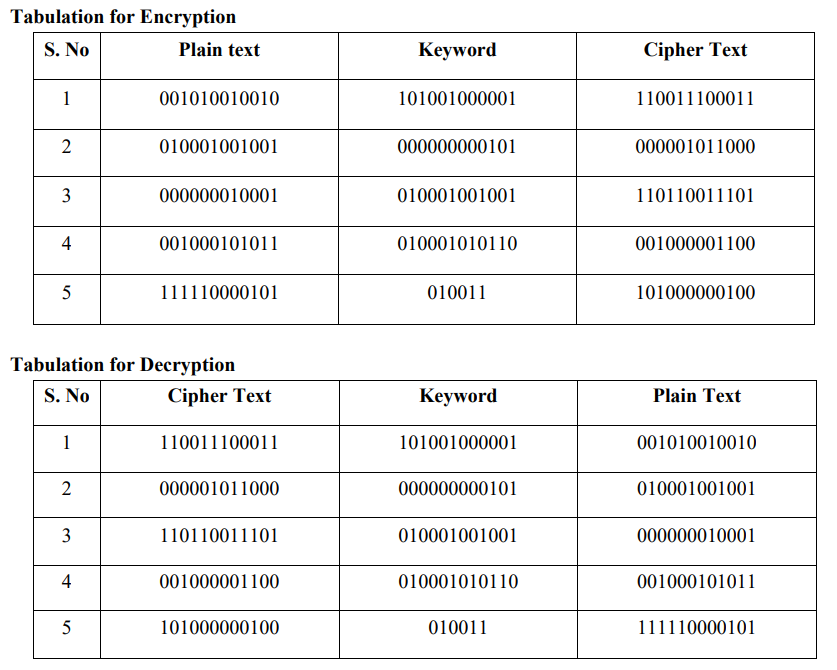 Tabulation for Encryption
S. No Plain text Keyword Cipher Text
1 001010010010 101001000001 110011100011
2 010001001001 000000000101 000001011000
3 000000010001 010001001001 110110011101
4 001000101011 010001010110 001000001100
5 111110000101 010011 101000000100
Tabulation for Decryption
S. No Cipher Text Keyword Plain Text
1 110011100011 101001000001 001010010010
2 000001011000 000000000101 010001001001
3 110110011101 010001001001 000000010001
4 001000001100 010001010110 001000101011
5 101000000100 010011 111110000101